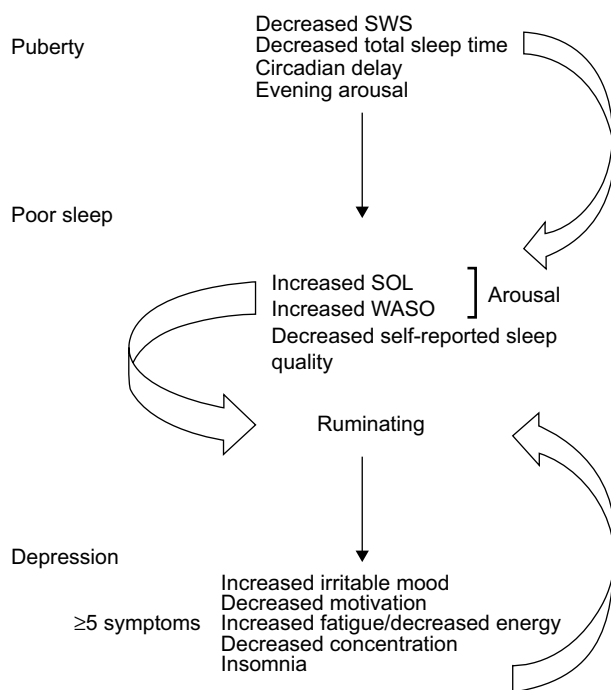 Puberty
Decreased SWS
Decreased total sleep time
Circadian delay
Evening arousal
Poor sleep
Increased SOL
Increased WASO
Arousal
Decreased self-reported sleep
quality
Ruminating
Depression
≥5 symptoms
Increased irritable mood
Decreased motivation
Increased fatigue/decreased energy
Decreased concentration
Insomnia